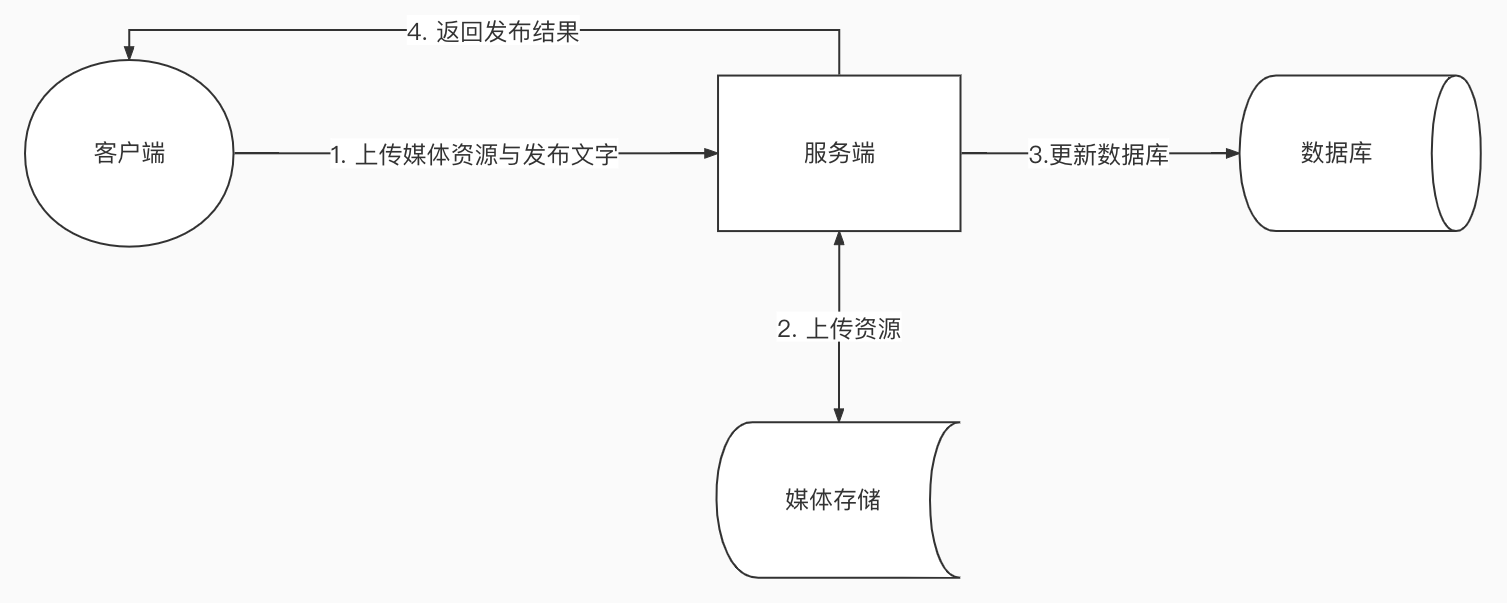 4. 返回发布结果
客户端
1. 上传媒体资源与发布文字
服务端
3.更新数据库
数据库
2. 上传资源
媒体存储